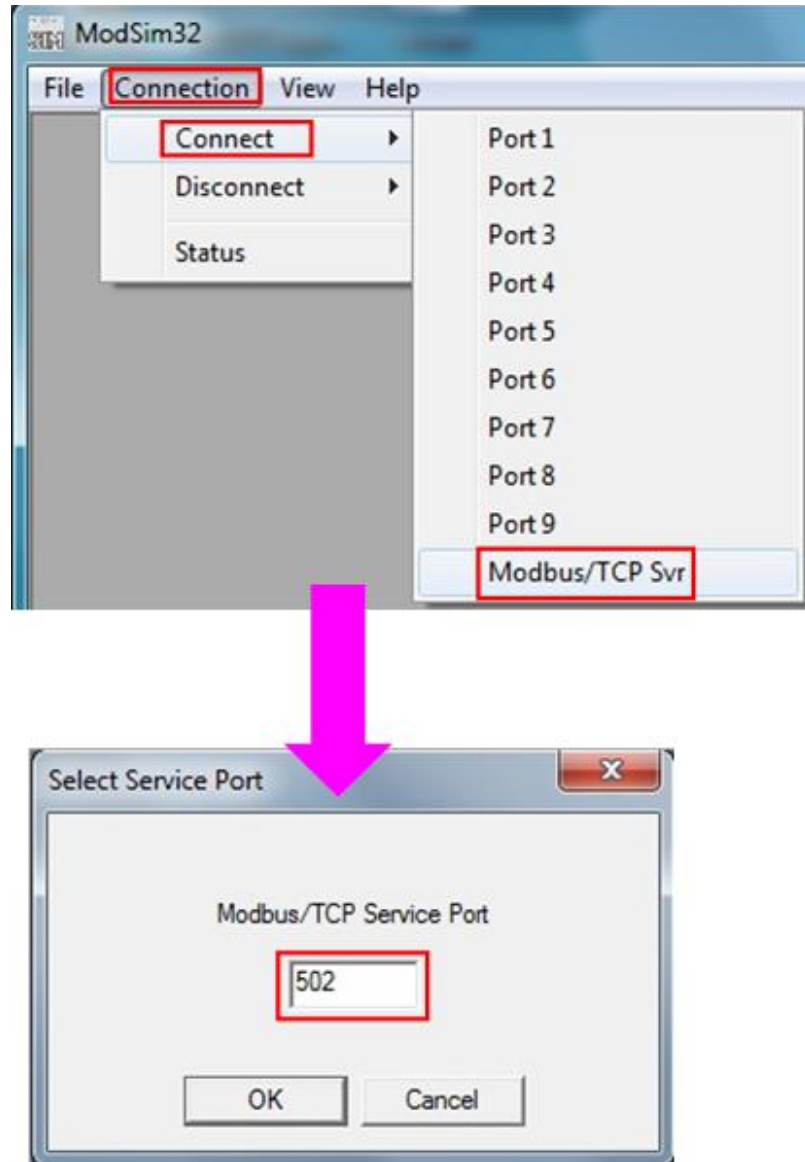 ModSim32
File Connection View Help
Connect
Disconnect
Status
Port 1
Port 2
Port 3
Port 4
Port 5
Port 6
Port 7
Port 8
Port 9
Modbus/TCP Svr
Select Service Port
Modbus/TCP Service Port
502
OK Cancel